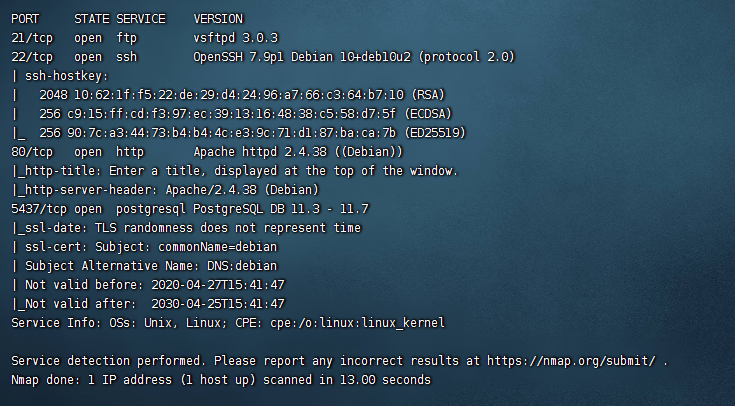 PORT     STATE SERVICE    VERSION
21/tcp   open  ftp        vsftpd 3.0.3
22/tcp   open  ssh        OpenSSH 7.9p1 Debian 10+deb10u2 (protocol 2.0)
| ssh-hostkey:
|   2048 10:62:1f:f5:22:de:29:d4:24:96:a7:66:c3:64:b7:10 (RSA)
|   256 c9:15:ff:cd:f3:97:ec:39:13:16:48:38:c5:58:d7:5f (ECDSA)
|_  256 90:7c:a3:44:73:b4:b4:4c:e3:9c:71:d1:87:ba:ca:7b (ED25519)
80/tcp   open  http       Apache httpd 2.4.38 ((Debian))
|_http-title: Enter a title, displayed at the top of the window.
|_http-server-header: Apache/2.4.38 (Debian)
5437/tcp open  postgresql PostgreSQL DB 11.3 - 11.7
|_ssl-date: TLS randomness does not represent time
| ssl-cert: Subject: commonName=debian
| Subject Alternative Name: DNS:debian
| Not valid before: 2020-04-27T15:41:47
|_Not valid after:  2030-04-25T15:41:47
Service Info: OSs: Unix, Linux; CPE: cpe:/o:linux:linux_kernel

Service detection performed. Please report any incorrect results at https://nmap.org/submit/ .
Nmap done: 1 IP address (1 host up) scanned in 13.00 seconds